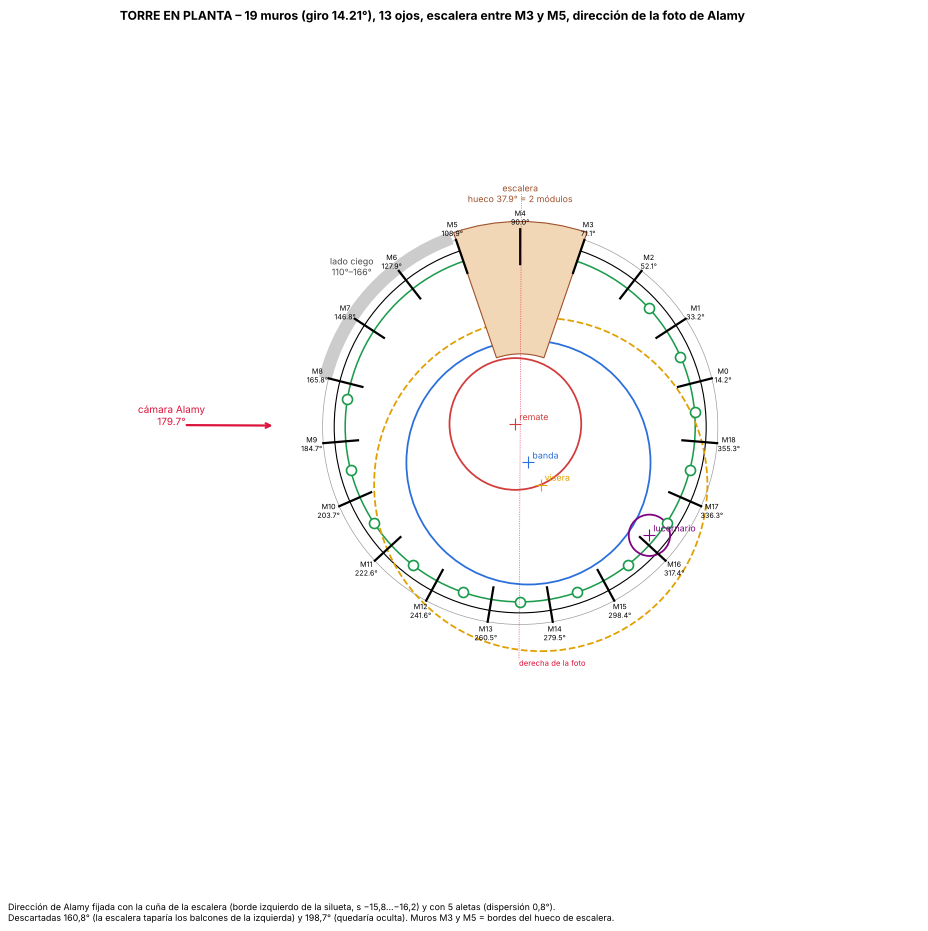 TORRE EN PLANTA – 19 muros (giro 14.21°), 13 ojos, escalera entre M3 y M5, dirección de la foto de Alamy
escalera
hueco 37.9° = 2 módulos
M4
90.0°
M5
108.9°
M3
71.1°
M6
127.9°
M2
52.1°
lado ciego
110°–166°
M7
146.8°
M1
33.2°
M8
165.8°
M0
14.2°
cámara Alamy
179.7°
remate
M9
184.7°
M18
355.3°
banda
visera
M10
203.7°
M17
336.3°
lucernario
M11
222.6°
M16
317.4°
M12
241.6°
M15
298.4°
M13
260.5°
M14
279.5°
derecha de la foto
Dirección de Alamy fijada con la cuña de la escalera (borde izquierdo de la silueta, s −15,8...−16,2) y con 5 aletas (dispersión 0,8°).
Descartadas 160,8° (la escalera taparía los balcones de la izquierda) y 198,7° (quedaría oculta). Muros M3 y M5 = bordes del hueco de escalera.